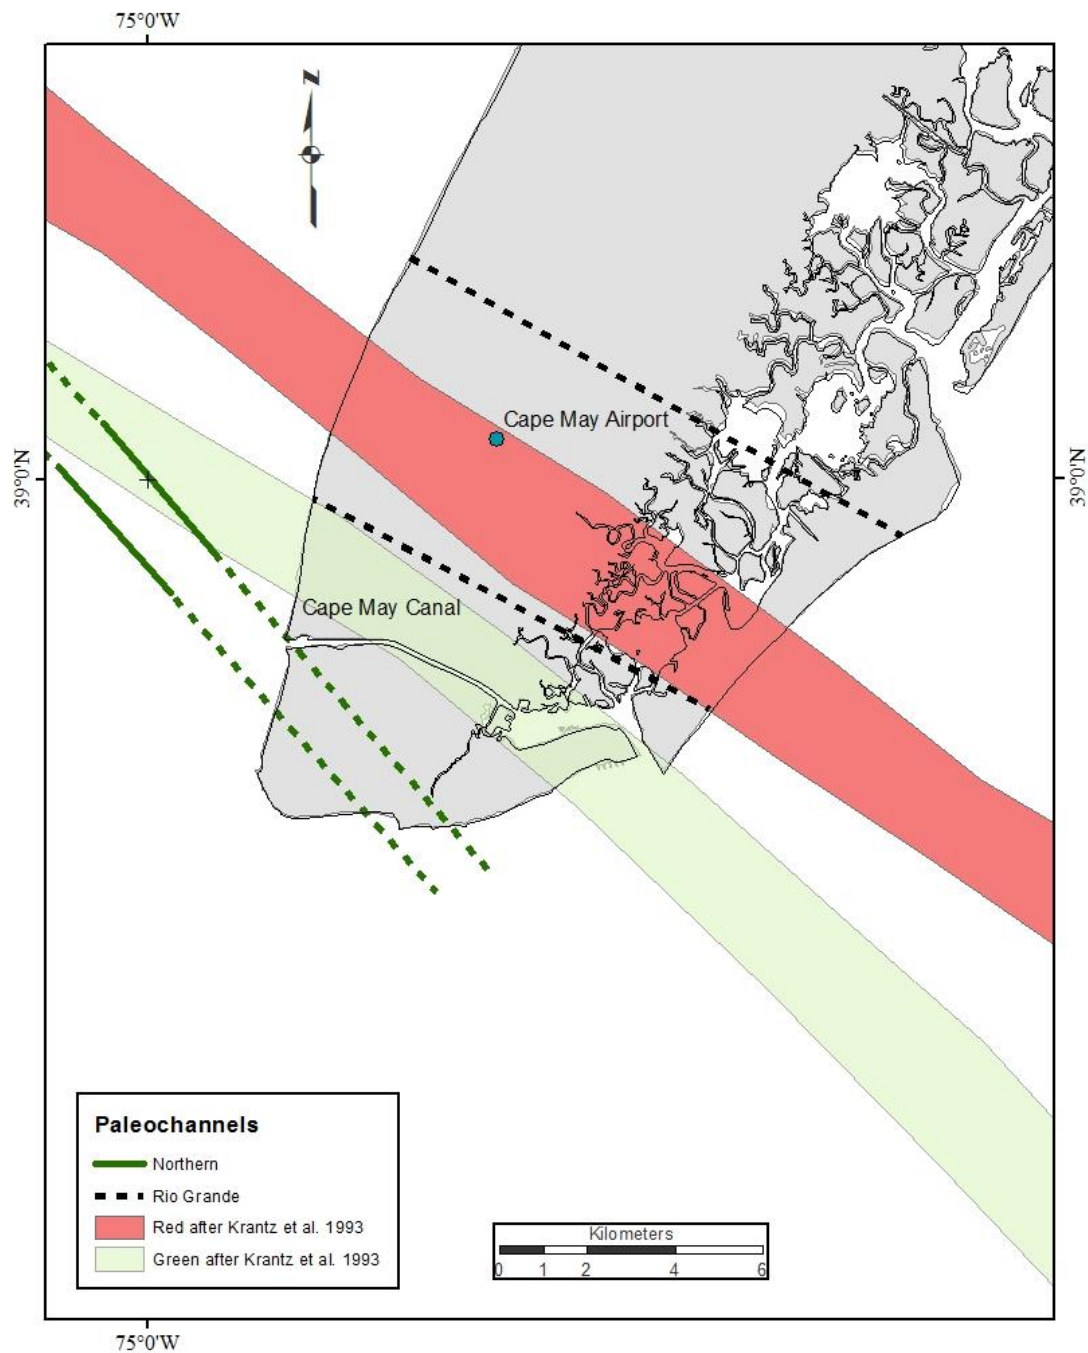 75°0'W
N
Cape May Airport
39°0'N
39°0'N
Cape May Canal
Paleochannels
Northern
Rio Grande
Red after Krantz et al. 1993
Green after Krantz et al. 1993
Kilometers
0 1 2 4 6
75°0'W